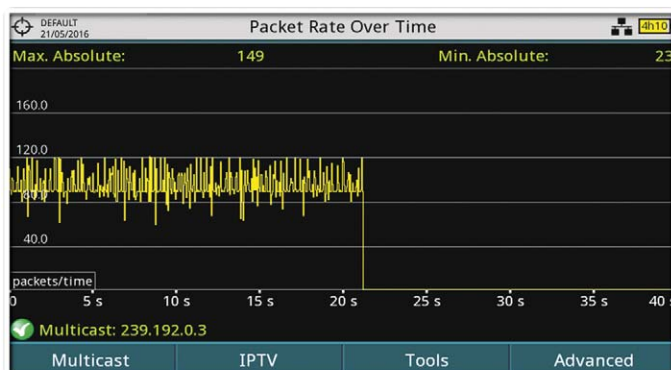 DEFAULT
21/05/2016
Packet Rate Over Time
4h10
Max. Absolute: 149 Min. Absolute: 23
160.0
120.0
80.0
40.0
packets/time
0 5 s 10 s 15 s 20 s 25 s 30 s 35 s 40 s
Multicast: 239.192.0.3
Multicast IPTV Tools Advanced